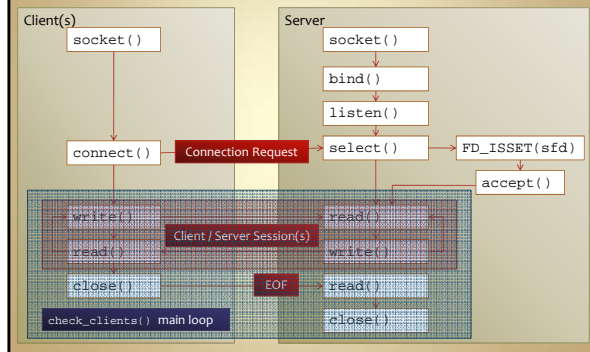 Client(s)
Server
socket()
socket()
bind()
listen()
connect()
Connection Request
select()
FD_ISSET(sfd)
accept()
write()
read()
Client / Server Session(s)
read()
write()
close()
EOF
read()
check_clients() main loop
close()